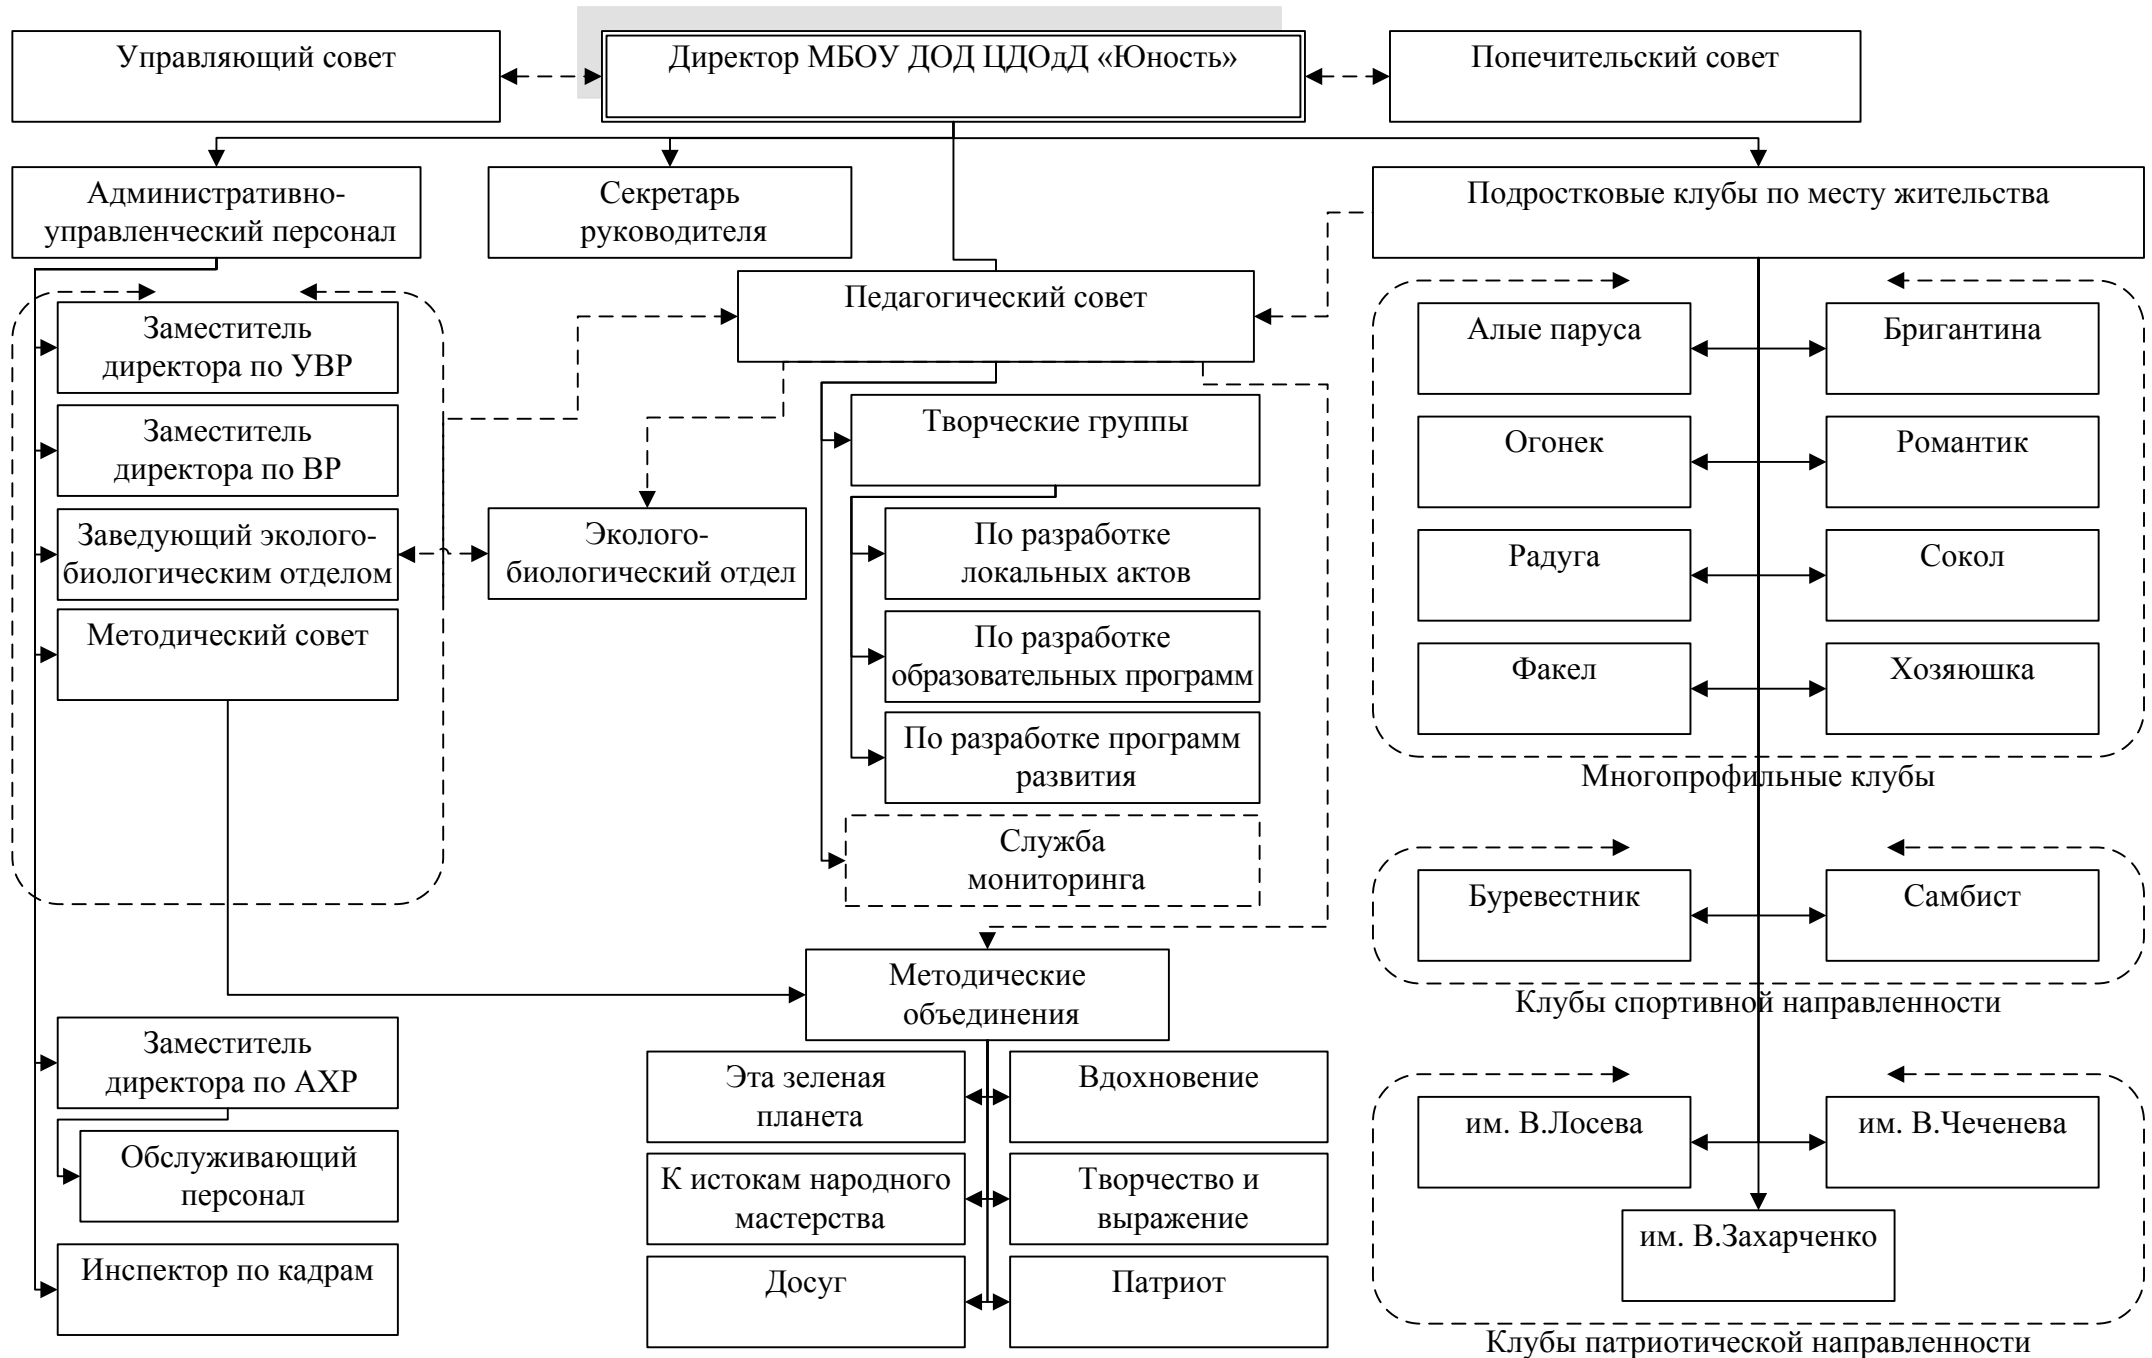 Управляющий совет
Директор МБОУ ДОД ЦДОдД «Юность»
Попечительский совет
Административно-
управленческий персонал
Секретарь
руководителя
Подростковые клубы по месту жительства
Педагогический совет
Заместитель
директора по УВР
Заместитель
директора по ВР
Заведующий эколого-
биологическим отделом
Методический совет
Эколого-
биологический отдел
Творческие группы
По разработке
локальных актов
По разработке
образовательных программ
По разработке программ
развития
Служба
мониторинга
Алые паруса
Бригантина
Огонек
Романтик
Радуга
Сокол
Факел
Хозяюшка
Многопрофильные клубы
Буревестник
Самбист
Клубы спортивной направленности
Методические
объединения
Заместитель
директора по АХР
Обслуживающий
персонал
Инспектор по кадрам
Эта зеленая
планета
Вдохновение
К истокам народного
мастерства
Творчество и
выражение
Досуг
Патриот
им. В.Лосева
им. В.Чеченева
им. В.Захарченко
Клубы патриотической направленности